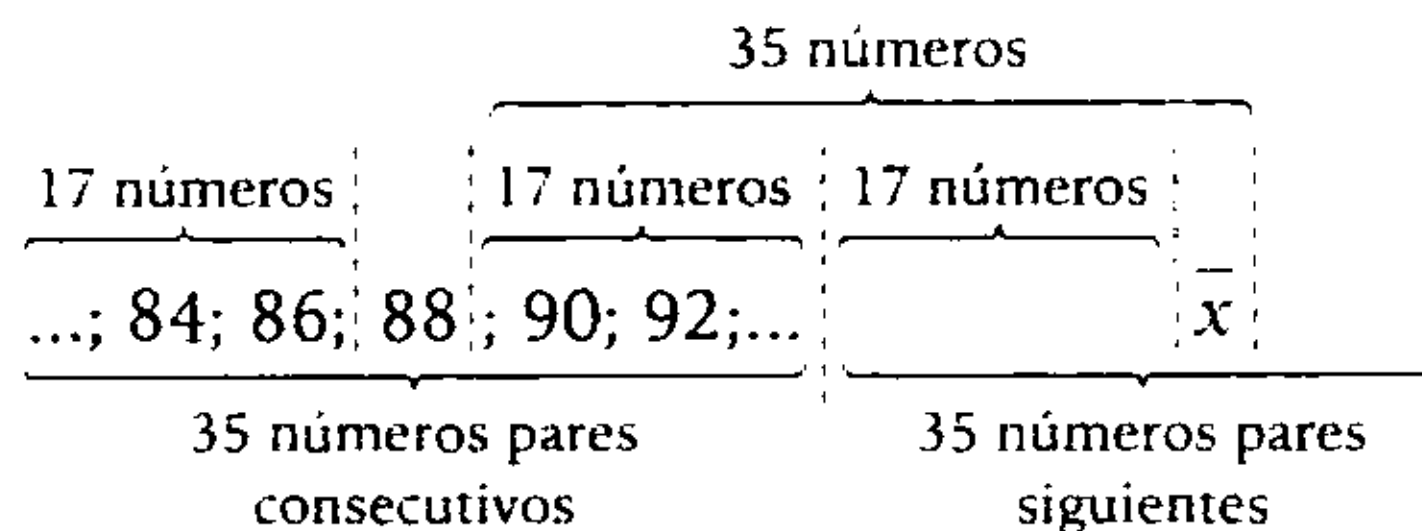 35 números
17 números 17 números 17 números
...; 84; 86; 88; 90; 92;... x̄
35 números pares 35 números pares
consecutivos siguientes